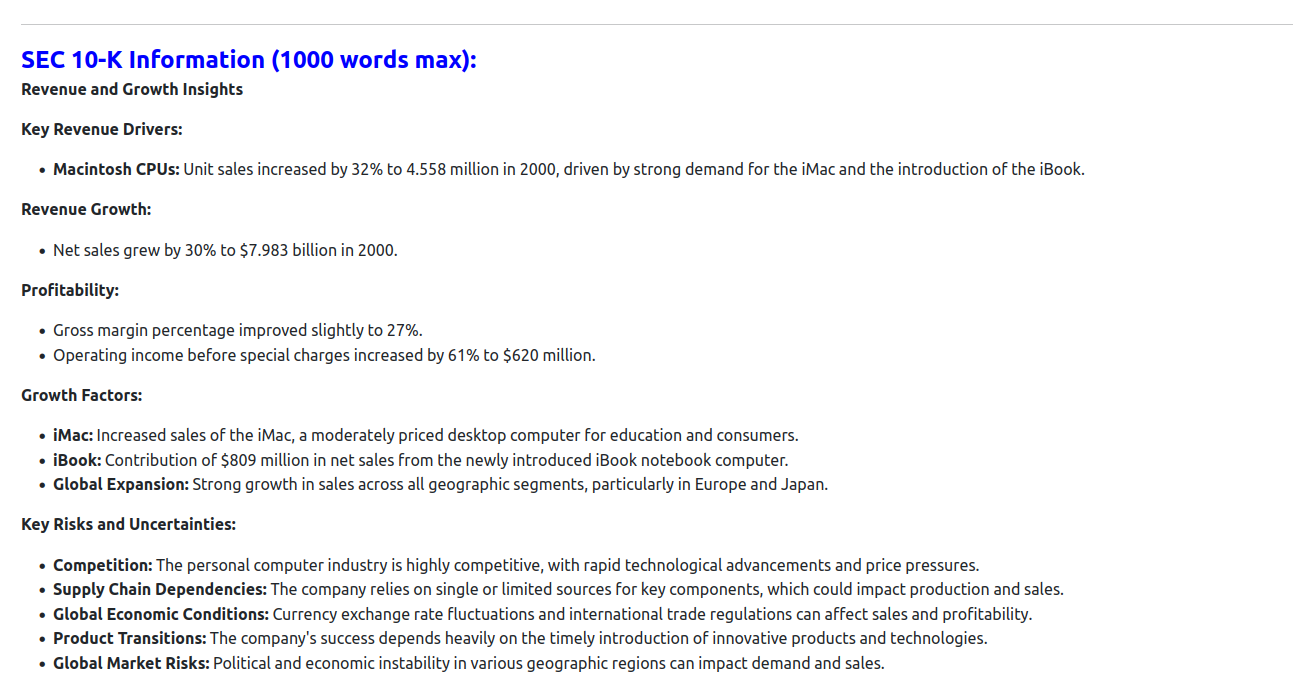 SEC 10-K Information (1000 words max):
Revenue and Growth Insights
Key Revenue Drivers:
• Macintosh CPUs: Unit sales increased by 32% to 4.558 million in 2000, driven by strong demand for the iMac and the introduction of the iBook.
Revenue Growth:
• Net sales grew by 30% to $7.983 billion in 2000.
Profitability:
• Gross margin percentage improved slightly to 27%.
• Operating income before special charges increased by 61% to $620 million.
Growth Factors:
• iMac: Increased sales of the iMac, a moderately priced desktop computer for education and consumers.
• iBook: Contribution of $809 million in net sales from the newly introduced iBook notebook computer.
• Global Expansion: Strong growth in sales across all geographic segments, particularly in Europe and Japan.
Key Risks and Uncertainties:
• Competition: The personal computer industry is highly competitive, with rapid technological advancements and price pressures.
• Supply Chain Dependencies: The company relies on single or limited sources for key components, which could impact production and sales.
• Global Economic Conditions: Currency exchange rate fluctuations and international trade regulations can affect sales and profitability.
• Product Transitions: The company's success depends heavily on the timely introduction of innovative products and technologies.
• Global Market Risks: Political and economic instability in various geographic regions can impact demand and sales.